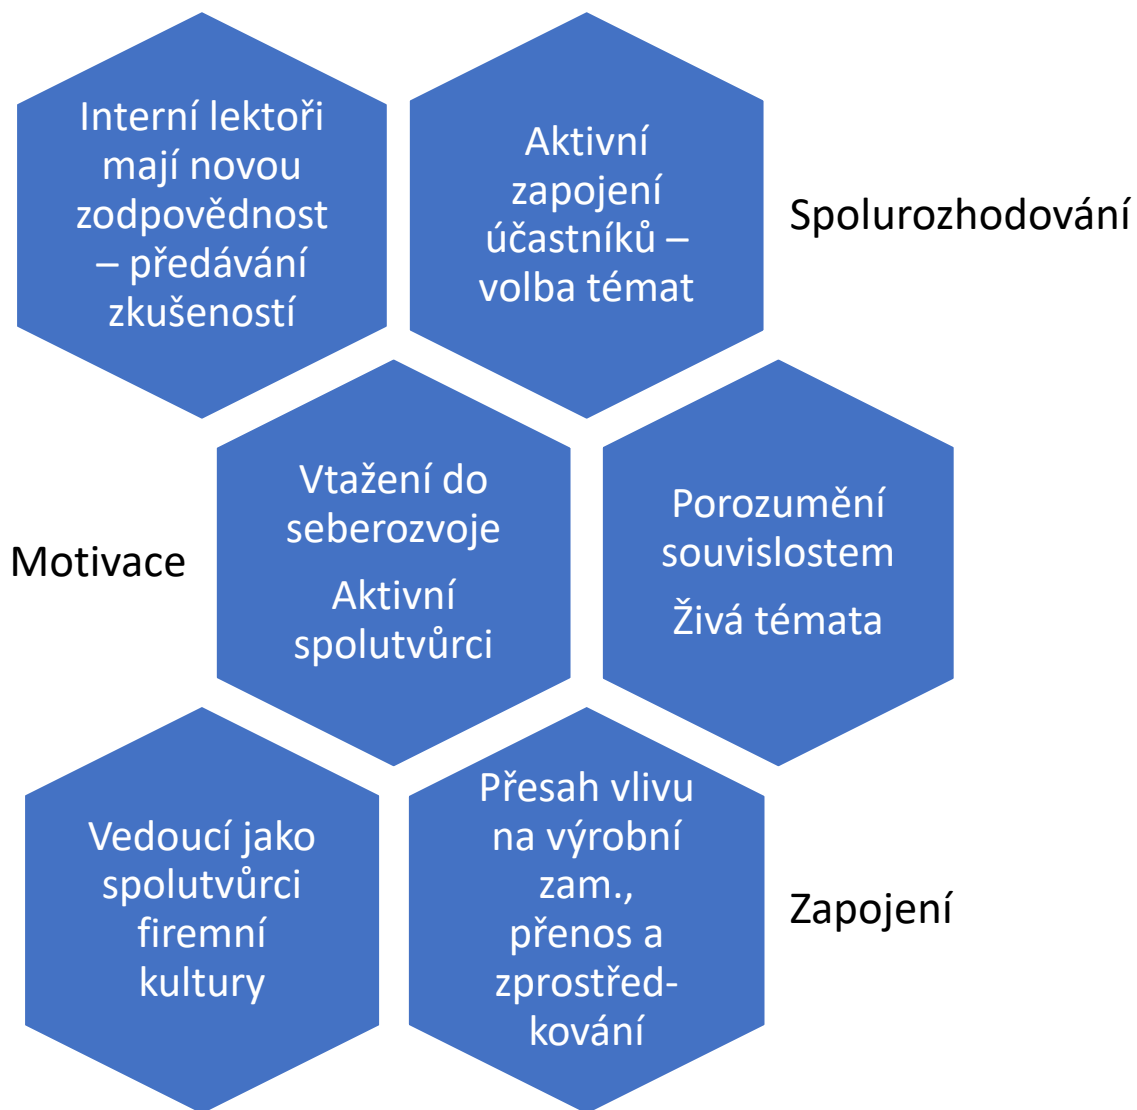 Interní lektoři
mají novou
zodpovědnost
– předávání
zkušeností
Aktivní
zapojení
účastníků –
volba témat
Spolurozhodování
Motivace
Vtažení do
seberozvoje
Aktivní
spolutvůrci
Porozumění
souvislostem
Živá témata
Vedoucí jako
spolutvůrci
firemní
kultury
Přesah vlivu
na výrobní
zam.,
přenos a
zprostřed-
kování
Zapojení